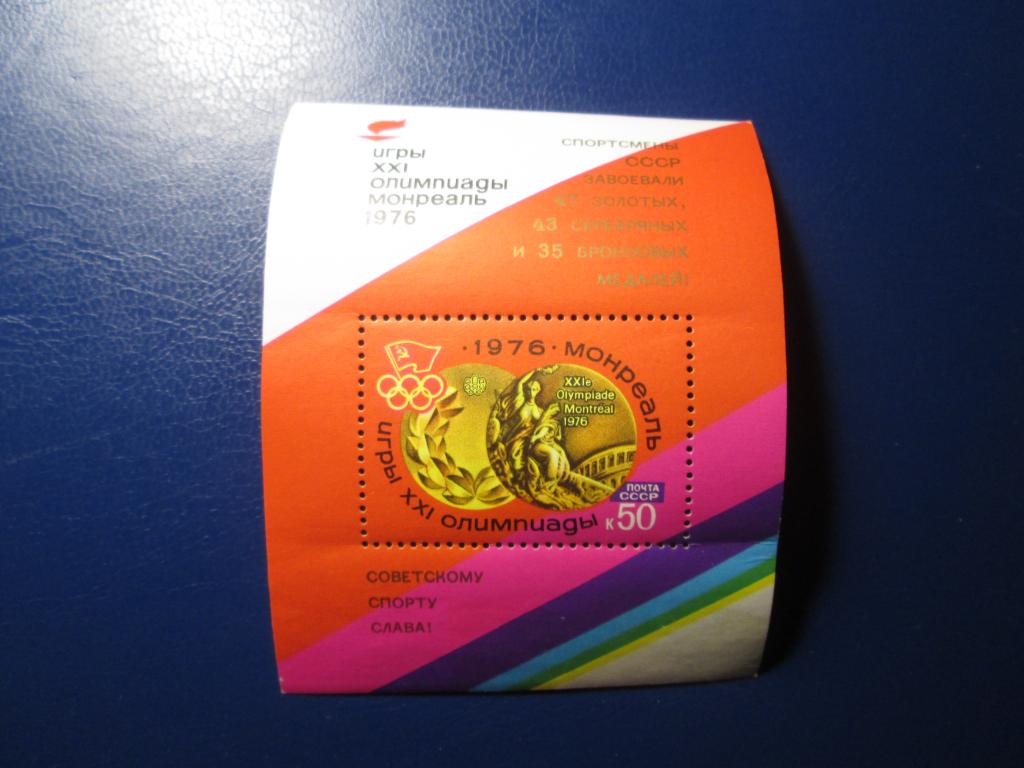 игры
XXI
олимпиады
монреаль
1976
СПОРТСМЕНЫ
СССР
ЗАВОЕВАЛИ
47 ЗОЛОТЫХ,
43 СЕРЕБРЯНЫХ
И 35 БРОНЗОВЫХ
МЕДАЛЕЙ!
·1976·монреаль
XXIe
Olympiade
Montréal
1976
игры XXI олимпиады
ПОЧТА
СССР
К50
СОВЕТСКОМУ
СПОРТУ
СЛАВА!